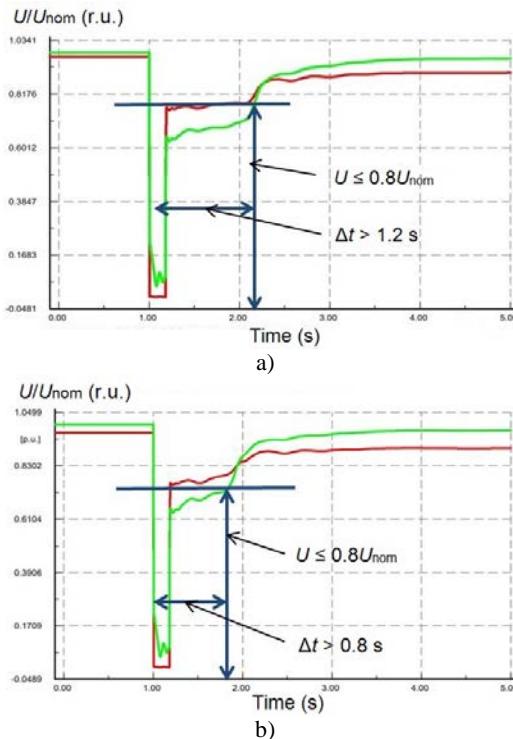 U/Unom (r.u.)
1.0341
0.8176
0.6012
0.3847
0.1683
-0.0481
U ≤ 0.8Unom
Δt > 1.2 s
0.00 1.00 2.00 3.00 4.00 5.0
Time (s)
a)
U/Unom (r.u.)
1.0499
[p.u.]
0.8302
0.6104
0.3906
0.1709
-0.0489
U ≤ 0.8Unom
Δt > 0.8 s
0.00 1.00 2.00 3.00 4.00 5.0
Time (s)
b)